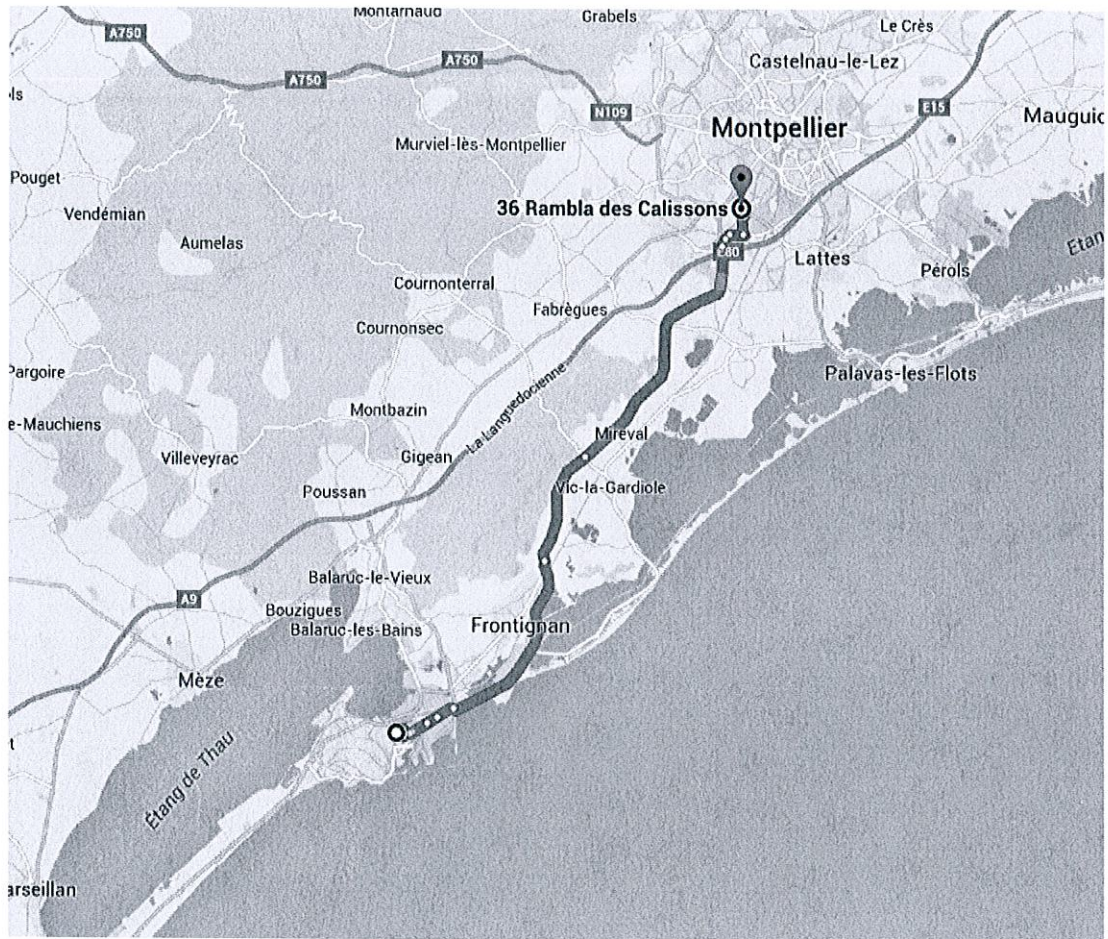 Montarnaud
Grabels
Le Crès
A750
A750
A750
Castelnau-le-Lez
E15
N109
Montpellier
Mauguio
Murviel-lès-Montpellier
Pouget
36 Rambla des Calissons
Vendémian
Aumelas
E80
Lattes
Etan
Pérols
Cournonterral
Fabrègues
Cournonsec
Pargoire
La Languedocienne
Palavas-les-Flots
e-Mauchiens
Montbazin
Mireval
Villeveyrac
Gigean
Poussan
Vic-la-Gardiole
Balaruc-le-Vieux
A9
Bouzigues
Balaruc-les-Bains
Frontignan
Mèze
t
Étang de Thau
arseillan